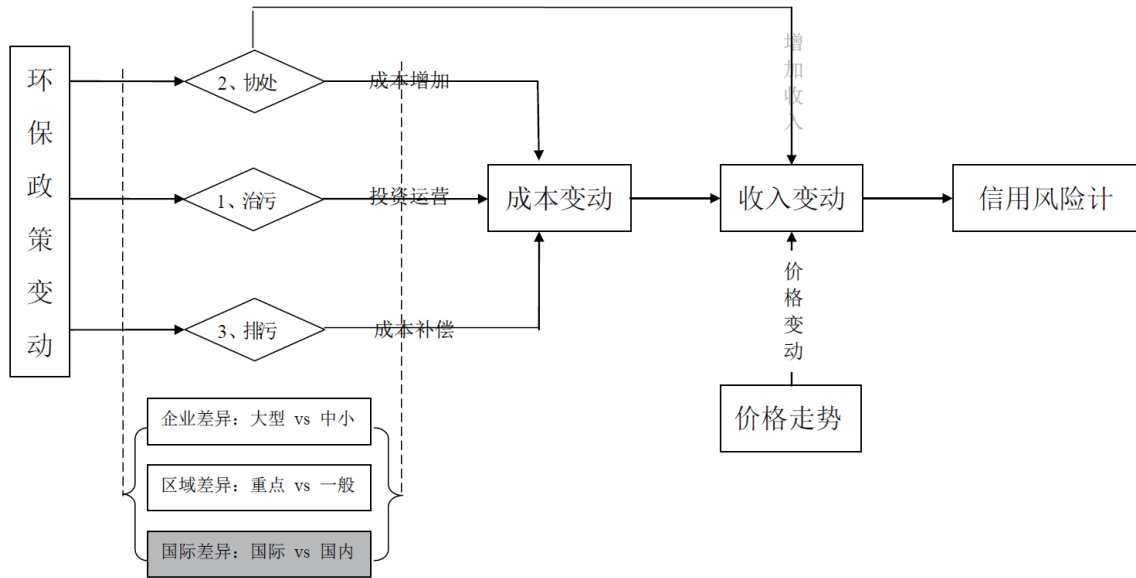 环保政策变动
2、协处
成本增加
增加收入
1、治污
投资运营
成本变动
收入变动
信用风险计
3、排污
成本补偿
价格变动
价格走势
企业差异：大型 vs 中小
区域差异：重点 vs 一般
国际差异：国际 vs 国内